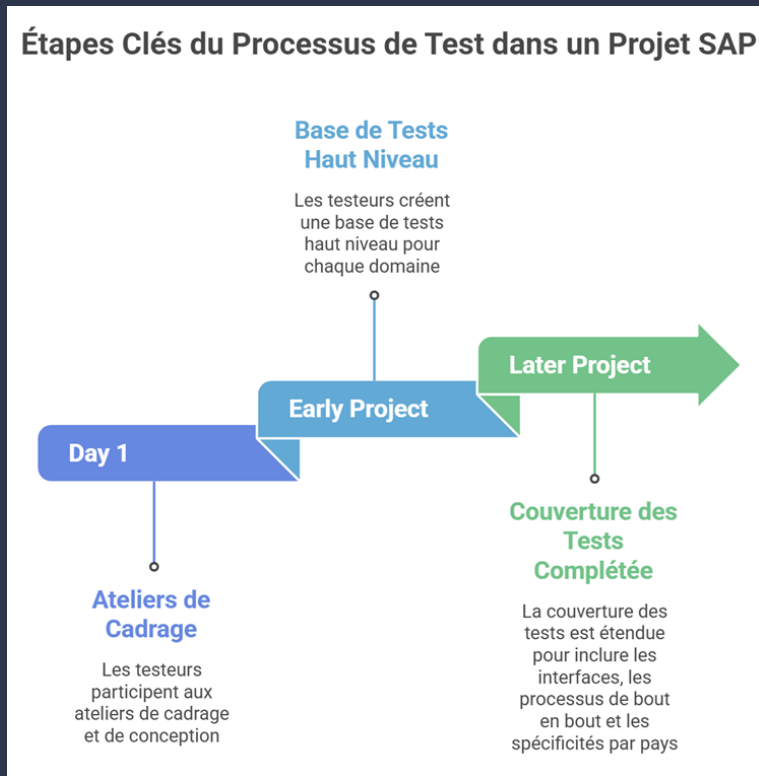 Étapes Clés du Processus de Test dans un Projet SAP
Base de Tests
Haut Niveau
Les testeurs créent
une base de tests
haut niveau pour
chaque domaine
Later Project
Early Project
Day 1
Ateliers de
Cadrage
Les testeurs
participent aux
ateliers de cadrage
et de conception
Couverture des
Tests
Complétée
La couverture des
tests est étendue
pour inclure les
interfaces, les
processus de bout
en bout et les
spécificités par pays